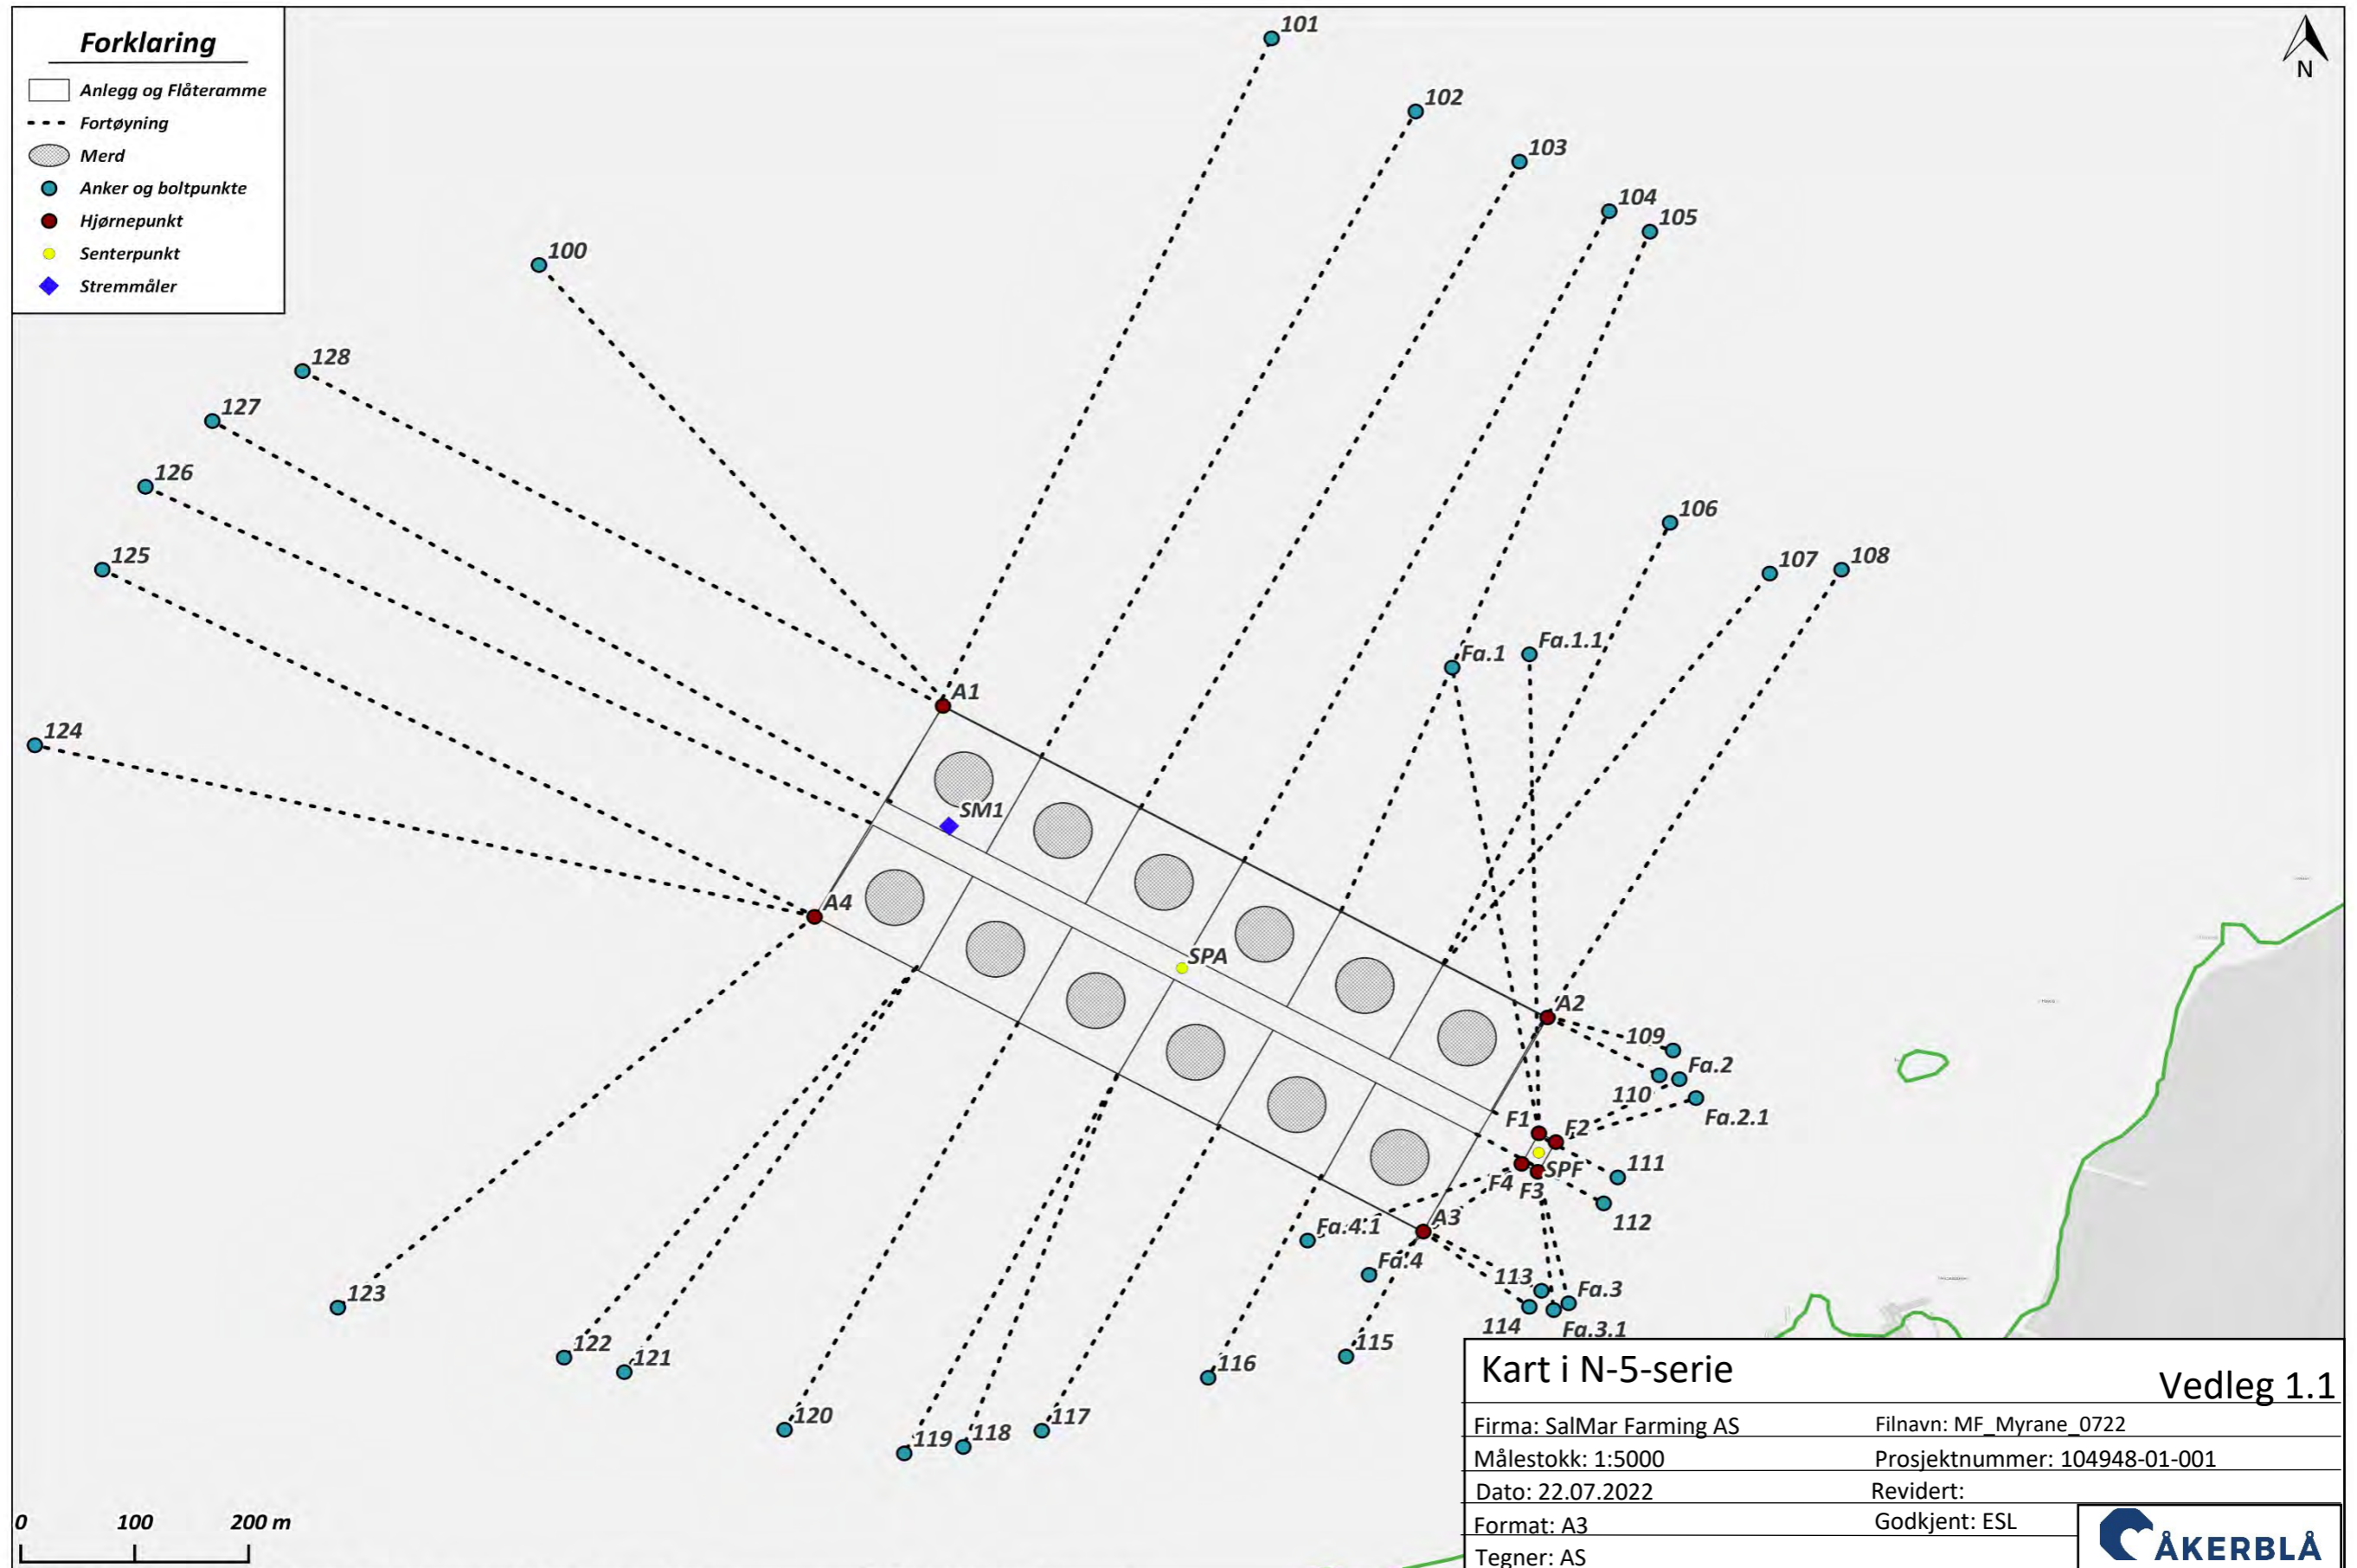 Forklaring
Anlegg og Flåteramme
Fortøyning
Merd
Anker og boltpunkte
Hjørnepunkt
Senterpunkt
Stremmåler
N
101
102
103
104
105
100
128
127
126
125
124
106
107
108
Fa.1
Fa.1.1
A1
SM1
A4
SPA
A2
109
Fa.2
110
Fa.2.1
F1
F2
111
SPF
F4
F3
112
A3
Fa.4.1
Fa.4
113
Fa.3
114
Fa.3.1
115
116
117
118
119
120
121
122
123
0 100 200 m
Kart i N-5-serie
Vedleg 1.1
Firma: SalMar Farming AS
Filnavn: MF_Myrane_0722
Målestokk: 1:5000
Prosjektnummer: 104948-01-001
Dato: 22.07.2022
Revidert:
Format: A3
Godkjent: ESL
Tegner: AS
ÅKERBLÅ